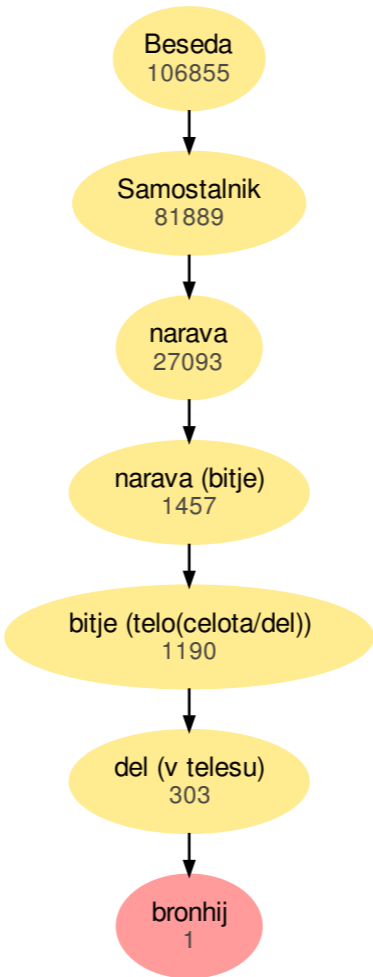 Beseda
106855
Samostalnik
81889
narava
27093
narava (bitje)
1457
bitje (telo(celota/del))
1190
del (v telesu)
303
bronhij
1